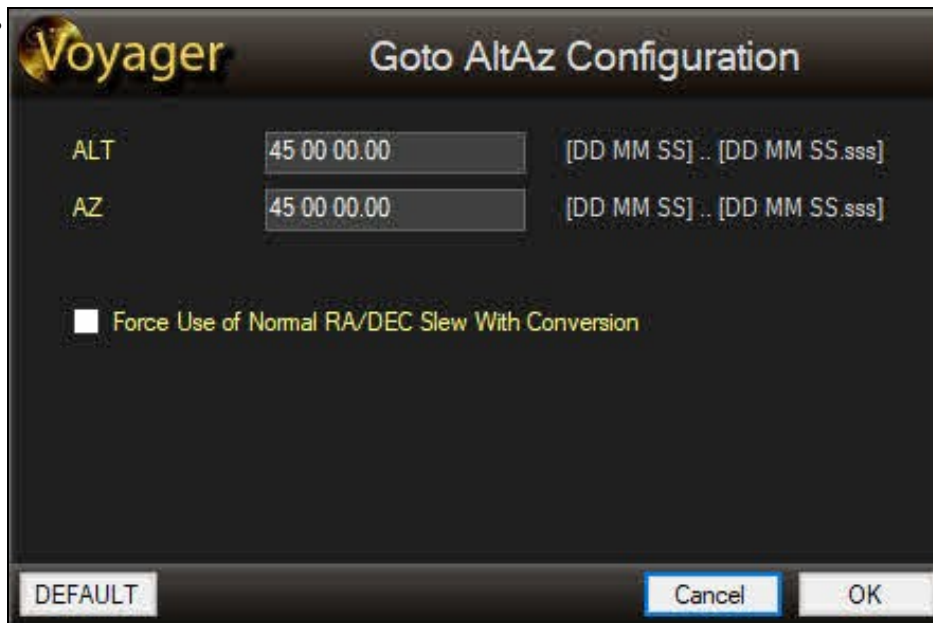 Voyager Goto AltAz Configuration
ALT 45 00 00.00 [DD MM SS] .. [DD MM SS.sss]
AZ 45 00 00.00 [DD MM SS] .. [DD MM SS.sss]
Force Use of Normal RA/DEC Slew With Conversion
DEFAULT Cancel OK